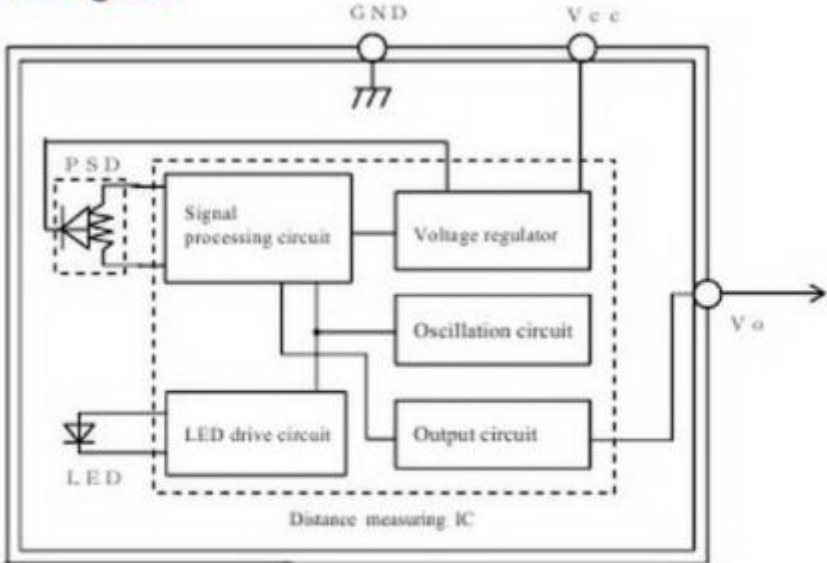 GND
Vcc
PSD
Signal
processing circuit
Voltage regulator
Oscillation circuit
Vo
LED drive circuit
Output circuit
LED
Distance measuring IC